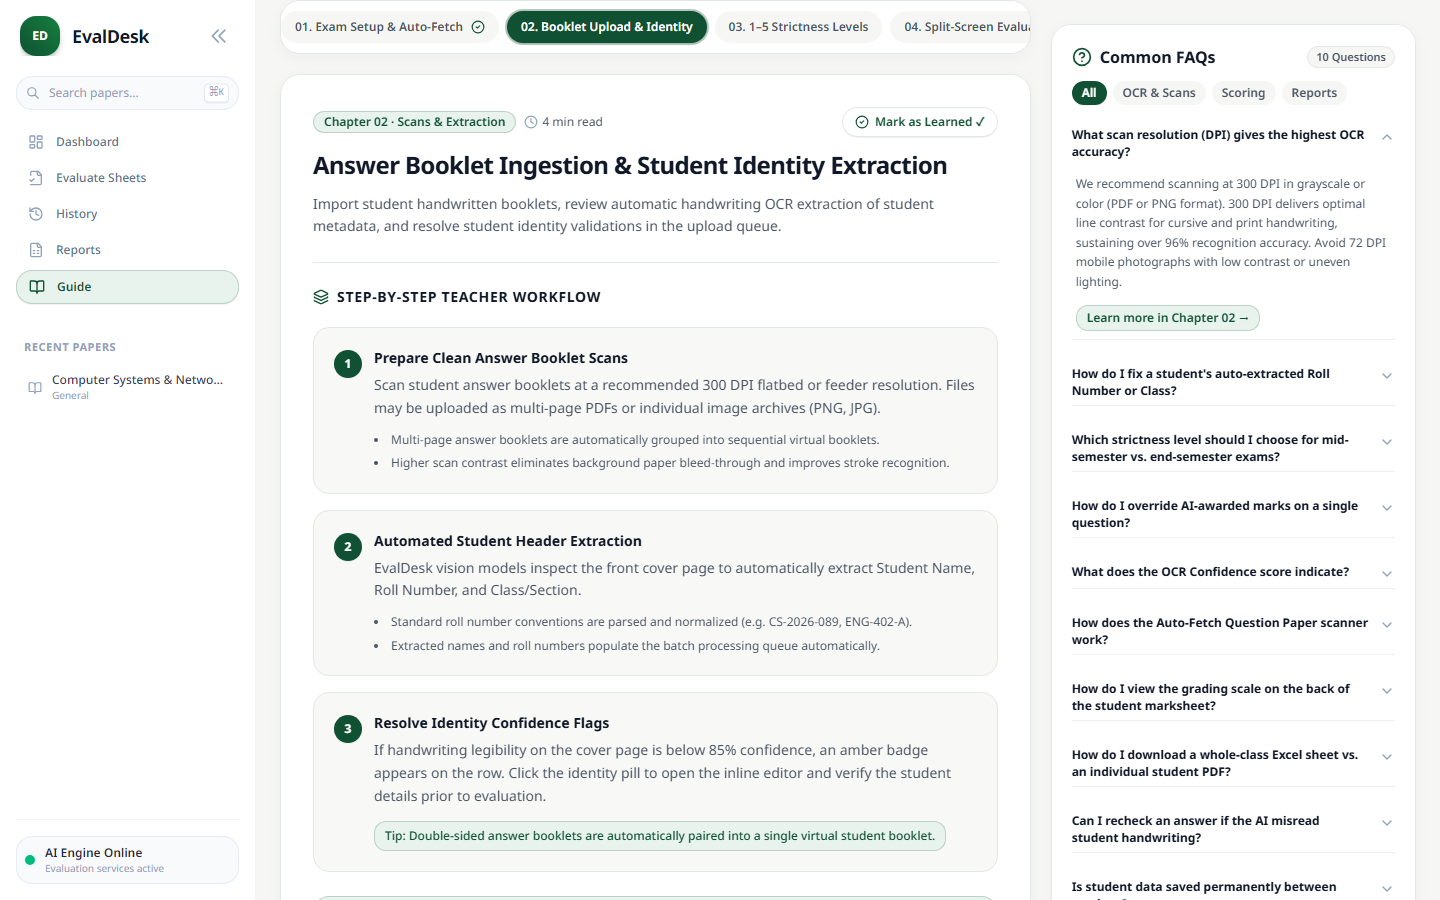 ED
EvalDesk
Search papers...
⌘K
Dashboard
Evaluate Sheets
History
Reports
Guide
RECENT PAPERS
Computer Systems & Netwo...
General
AI Engine Online
Evaluation services active
01. Exam Setup & Auto-Fetch
02. Booklet Upload & Identity
03. 1–5 Strictness Levels
04. Split-Screen Evalua
Chapter 02 · Scans & Extraction
4 min read
Mark as Learned ✓
Answer Booklet Ingestion & Student Identity Extraction
Import student handwritten booklets, review automatic handwriting OCR extraction of student
metadata, and resolve student identity validations in the upload queue.
STEP-BY-STEP TEACHER WORKFLOW
1
Prepare Clean Answer Booklet Scans
Scan student answer booklets at a recommended 300 DPI flatbed or feeder resolution. Files
may be uploaded as multi-page PDFs or individual image archives (PNG, JPG).
• Multi-page answer booklets are automatically grouped into sequential virtual booklets.
• Higher scan contrast eliminates background paper bleed-through and improves stroke recognition.
2
Automated Student Header Extraction
EvalDesk vision models inspect the front cover page to automatically extract Student Name,
Roll Number, and Class/Section.
• Standard roll number conventions are parsed and normalized (e.g. CS-2026-089, ENG-402-A).
• Extracted names and roll numbers populate the batch processing queue automatically.
3
Resolve Identity Confidence Flags
If handwriting legibility on the cover page is below 85% confidence, an amber badge
appears on the row. Click the identity pill to open the inline editor and verify the student
details prior to evaluation.
Tip: Double-sided answer booklets are automatically paired into a single virtual student booklet.
Common FAQs
10 Questions
All
OCR & Scans
Scoring
Reports
What scan resolution (DPI) gives the highest OCR
accuracy?
We recommend scanning at 300 DPI in grayscale or
color (PDF or PNG format). 300 DPI delivers optimal
line contrast for cursive and print handwriting,
sustaining over 96% recognition accuracy. Avoid 72 DPI
mobile photographs with low contrast or uneven
lighting.
Learn more in Chapter 02 →
How do I fix a student's auto-extracted Roll
Number or Class?
Which strictness level should I choose for mid-
semester vs. end-semester exams?
How do I override AI-awarded marks on a single
question?
What does the OCR Confidence score indicate?
How does the Auto-Fetch Question Paper scanner
work?
How do I view the grading scale on the back of
the student marksheet?
How do I download a whole-class Excel sheet vs.
an individual student PDF?
Can I recheck an answer if the AI misread
student handwriting?
Is student data saved permanently between